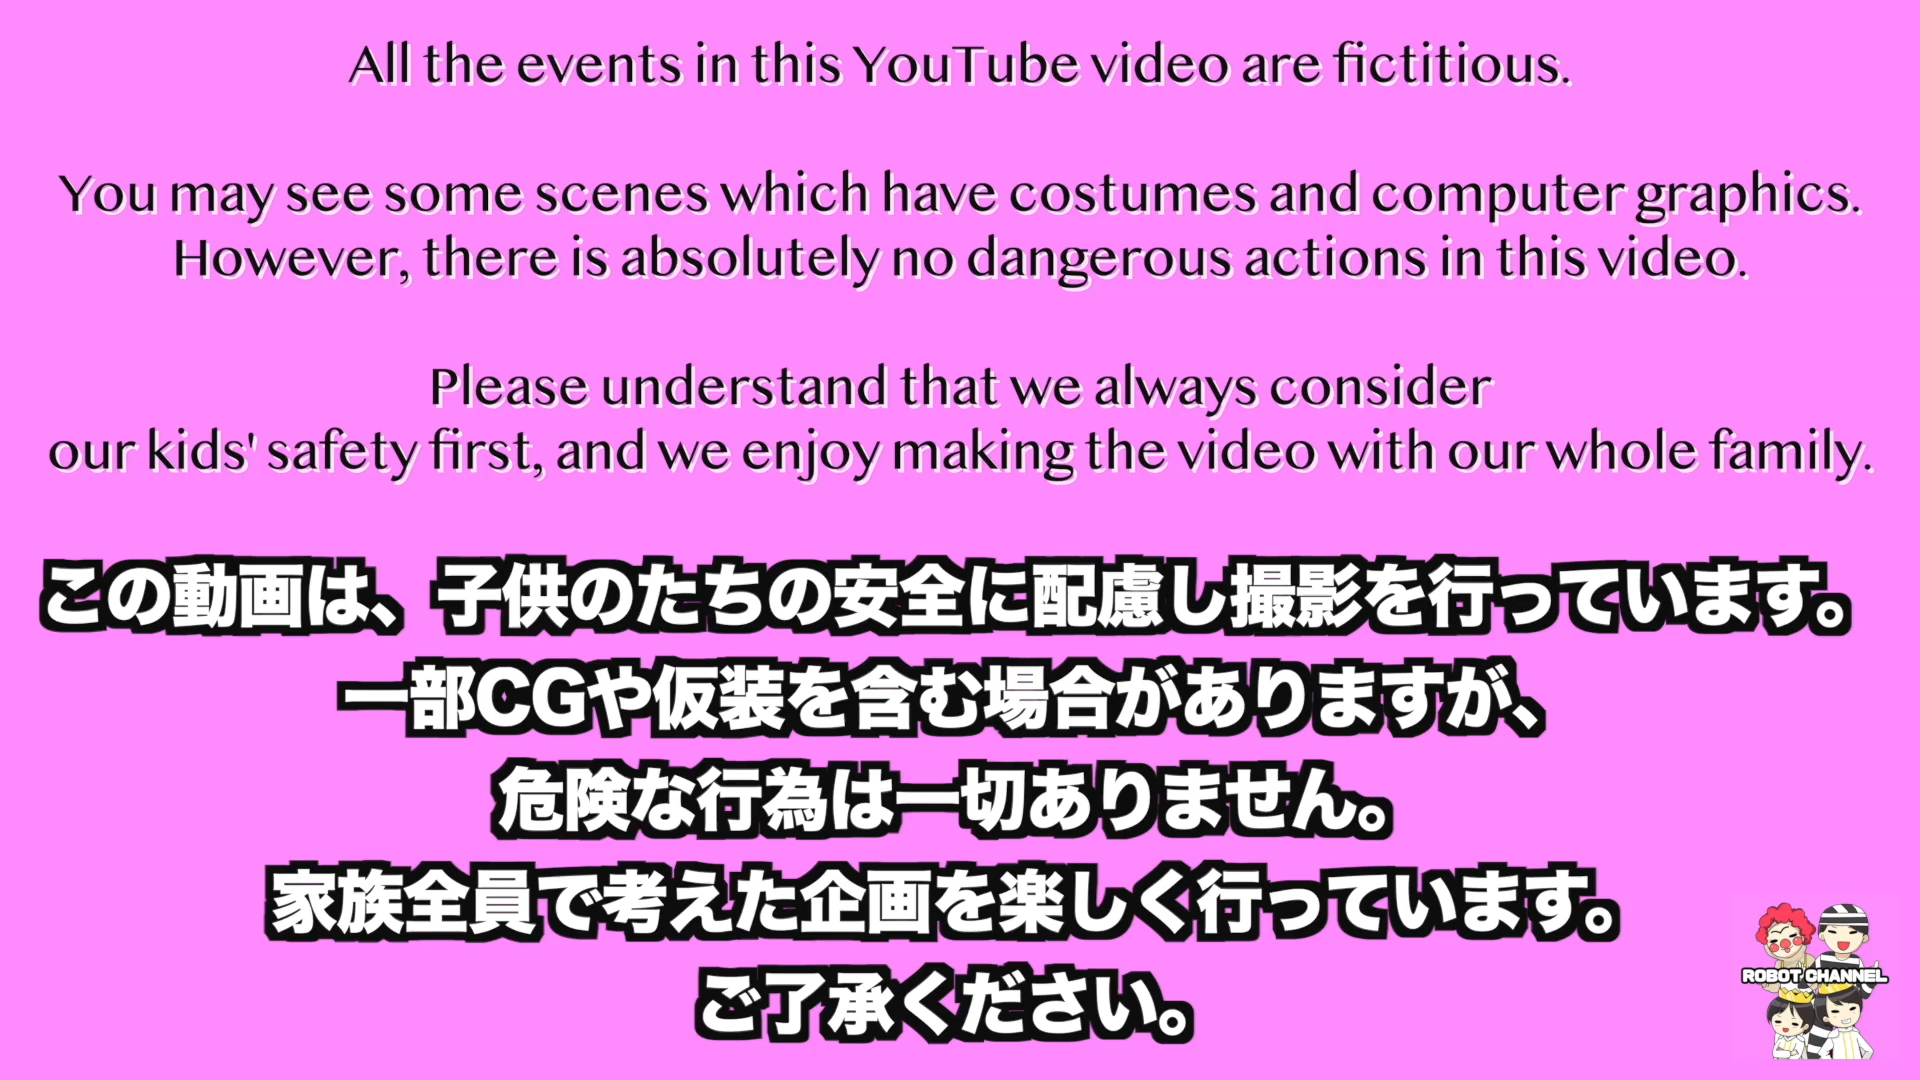 All the events in this YouTube video are fictitious.
You may see some scenes which have costumes and computer graphics.
However, there is absolutely no dangerous actions in this video.
Please understand that we always consider
our kids' safety first, and we enjoy making the video with our whole family.
この動画は、子供のたちの安全に配慮し撮影を行っています。
一部CGや仮装を含む場合がありますが、
危険な行為は一切ありません。
家族全員で考えた企画を楽しく行っています。
ご了承ください。
ROBOT CHANNEL